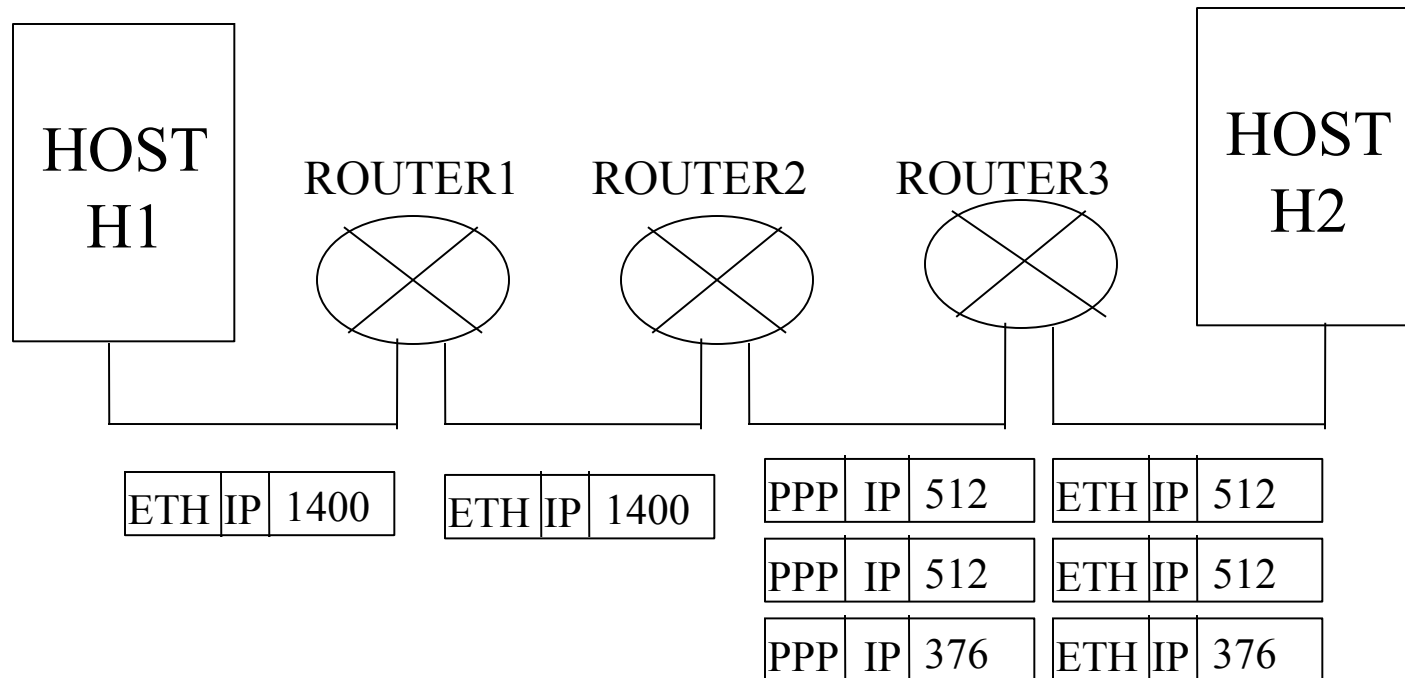 HOST
H1
ROUTER1
ROUTER2
ROUTER3
HOST
H2
ETH IP 1400
ETH IP 1400
PPP IP 512
ETH IP 512
PPP IP 512
ETH IP 512
PPP IP 376
ETH IP 376